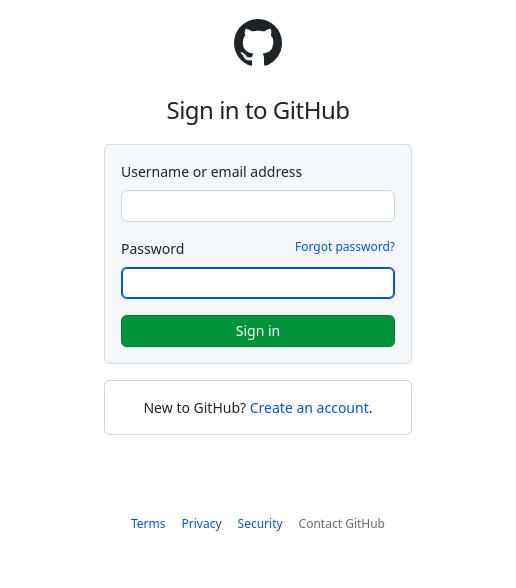 Sign in to GitHub
Username or email address
Password Forgot password?
Sign in
New to GitHub? Create an account.
Terms Privacy Security Contact GitHub